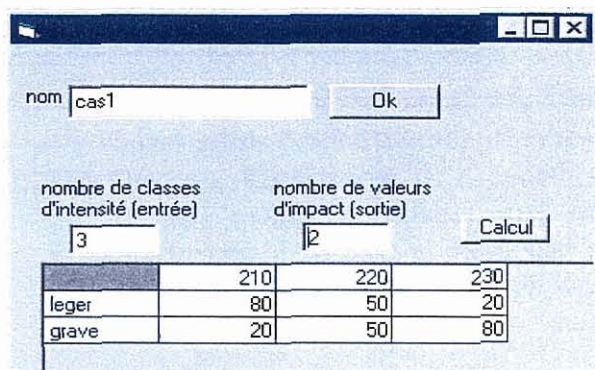 nom cas1 Ok
nombre de classes nombre de valeurs
d'intensité (entrée) d'impact (sortie)
3 2 Calcul
210 220 230
leger 80 50 20
grave 20 50 80